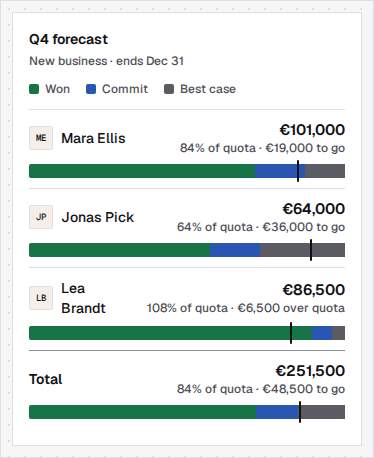 Q4 forecast
New business · ends Dec 31
Won Commit Best case
ME Mara Ellis €101,000
84% of quota · €19,000 to go
JP Jonas Pick €64,000
64% of quota · €36,000 to go
LB Lea Brandt €86,500
108% of quota · €6,500 over quota
Total €251,500
84% of quota · €48,500 to go